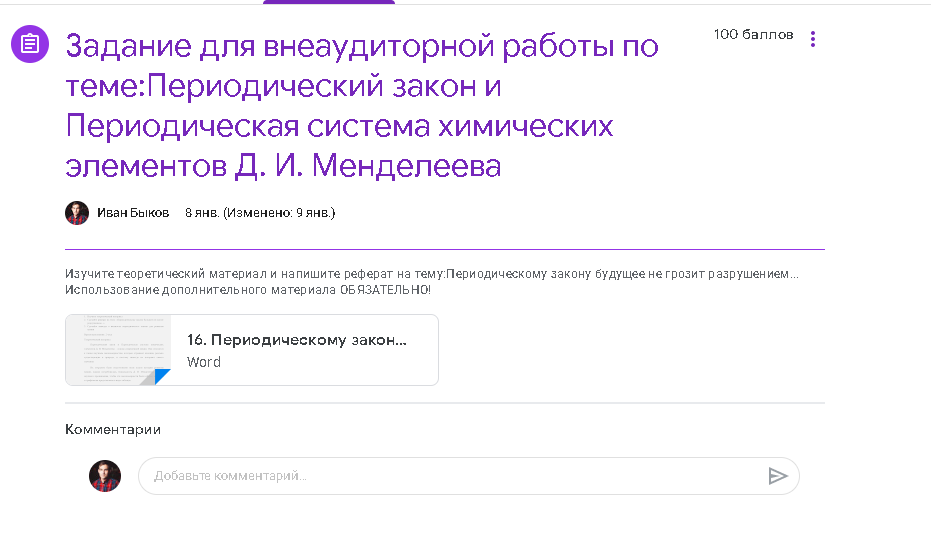 Задание для внеаудиторной работы по
100 баллов
теме:Периодический закон и
Периодическая система химических
элементов Д. И. Менделеева
Иван Быков 8 янв. (Изменено: 9 янв.)
Изучите теоретический материал и напишите реферат на тему:Периодическому закону будущее не грозит разрушением...
Использование дополнительного материала ОБЯЗАТЕЛЬНО!
16. Периодическому закон...
Word
Комментарии
Добавьте комментарий...